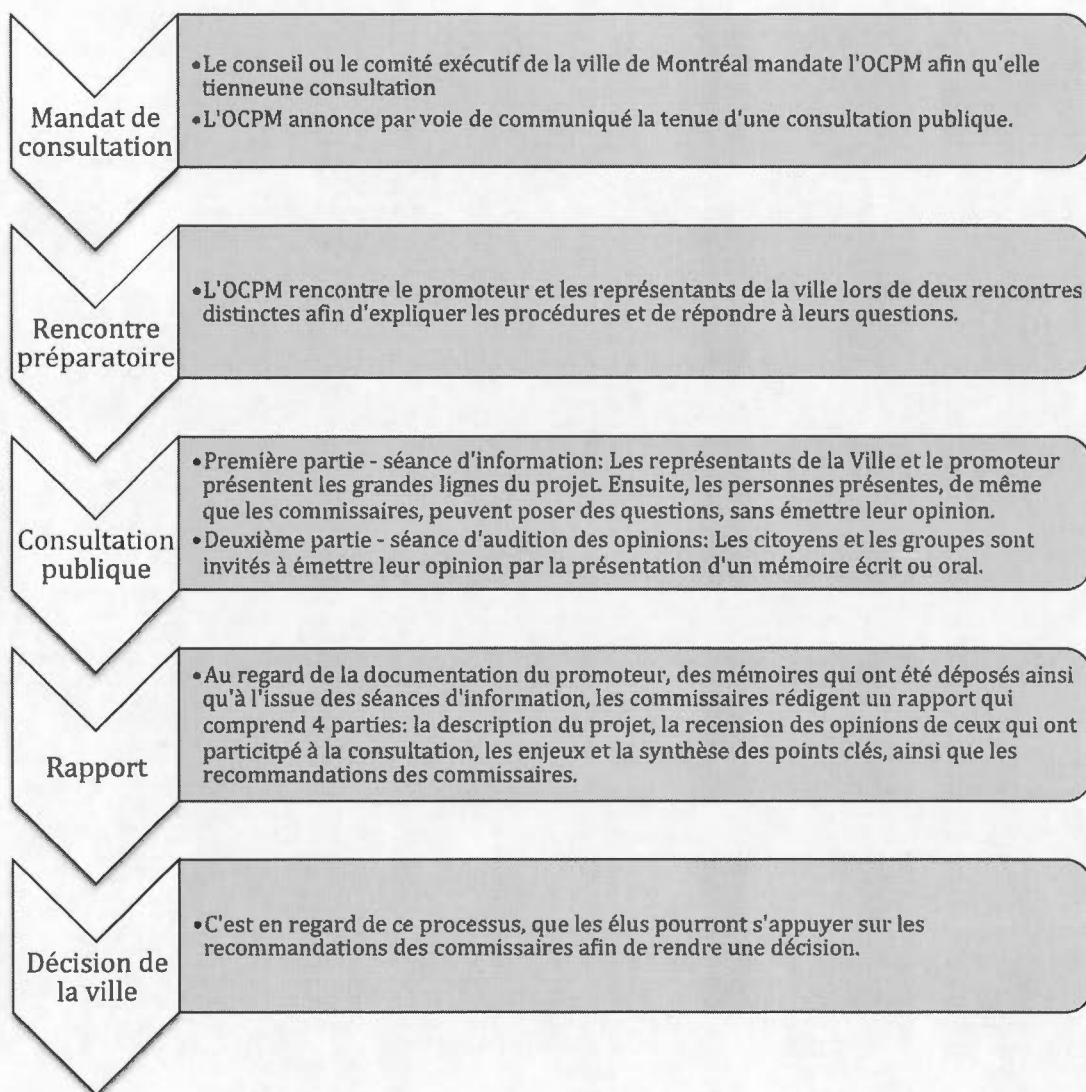 Mandat de
consultation
•Le conseil ou le comité exécutif de la ville de Montréal mandate l'OCPM afin qu'elle
tienneune consultation
•L'OCPM annonce par voie de communiqué la tenue d'une consultation publique.
Rencontre
préparatoire
•L'OCPM rencontre le promoteur et les représentants de la ville lors de deux rencontres
distinctes afin d'expliquer les procédures et de répondre à leurs questions.
Consultation
publique
•Première partie - séance d'information: Les représentants de la Ville et le promoteur
présentent les grandes lignes du projet. Ensuite, les personnes présentes, de même
que les commissaires, peuvent poser des questions, sans émettre leur opinion.
•Deuxième partie - séance d'audition des opinions: Les citoyens et les groupes sont
invités à émettre leur opinion par la présentation d'un mémoire écrit ou oral.
Rapport
•Au regard de la documentation du promoteur, des mémoires qui ont été déposés ainsi
qu'à l'issue des séances d'information, les commissaires rédigent un rapport qui
comprend 4 parties: la description du projet, la recension des opinions de ceux qui ont
particitpé à la consultation, les enjeux et la synthèse des points clés, ainsi que les
recommandations des commissaires.
Décision de
la ville
•C'est en regard de ce processus, que les élus pourront s'appuyer sur les
recommandations des commissaires afin de rendre une décision.